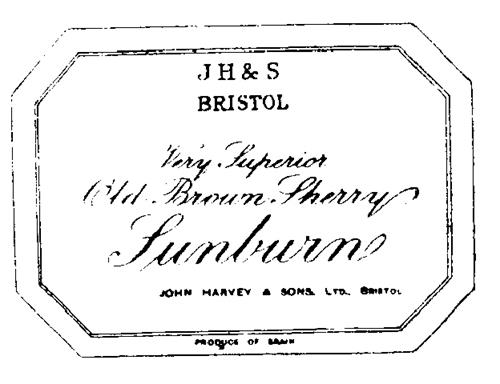 J H & S
BRISTOL
Very Superior
Old Brown Sherry
Sunburn
JOHN HARVEY & SONS, LTD., BRISTOL
PRODUCE OF SPAIN